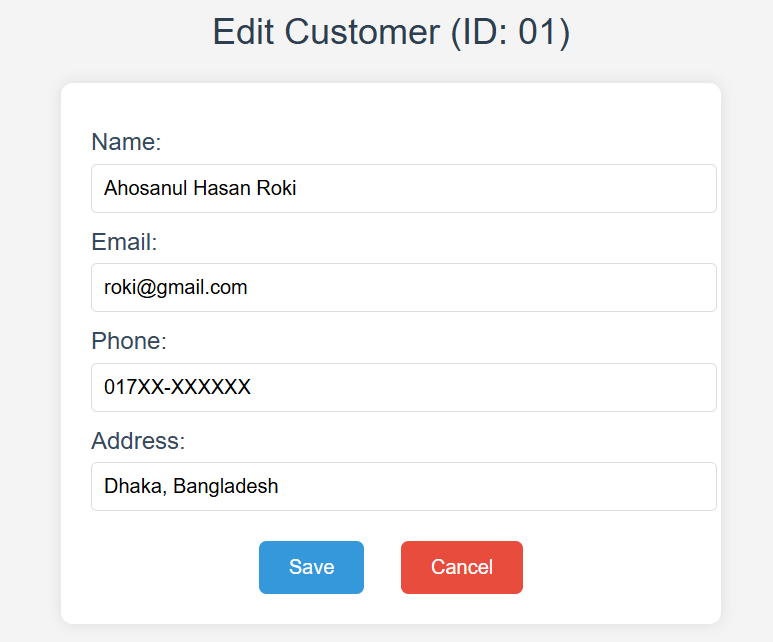 Edit Customer (ID: 01)
Name:
Ahosanul Hasan Roki
Email:
roki@gmail.com
Phone:
017XX-XXXXXX
Address:
Dhaka, Bangladesh
Save Cancel